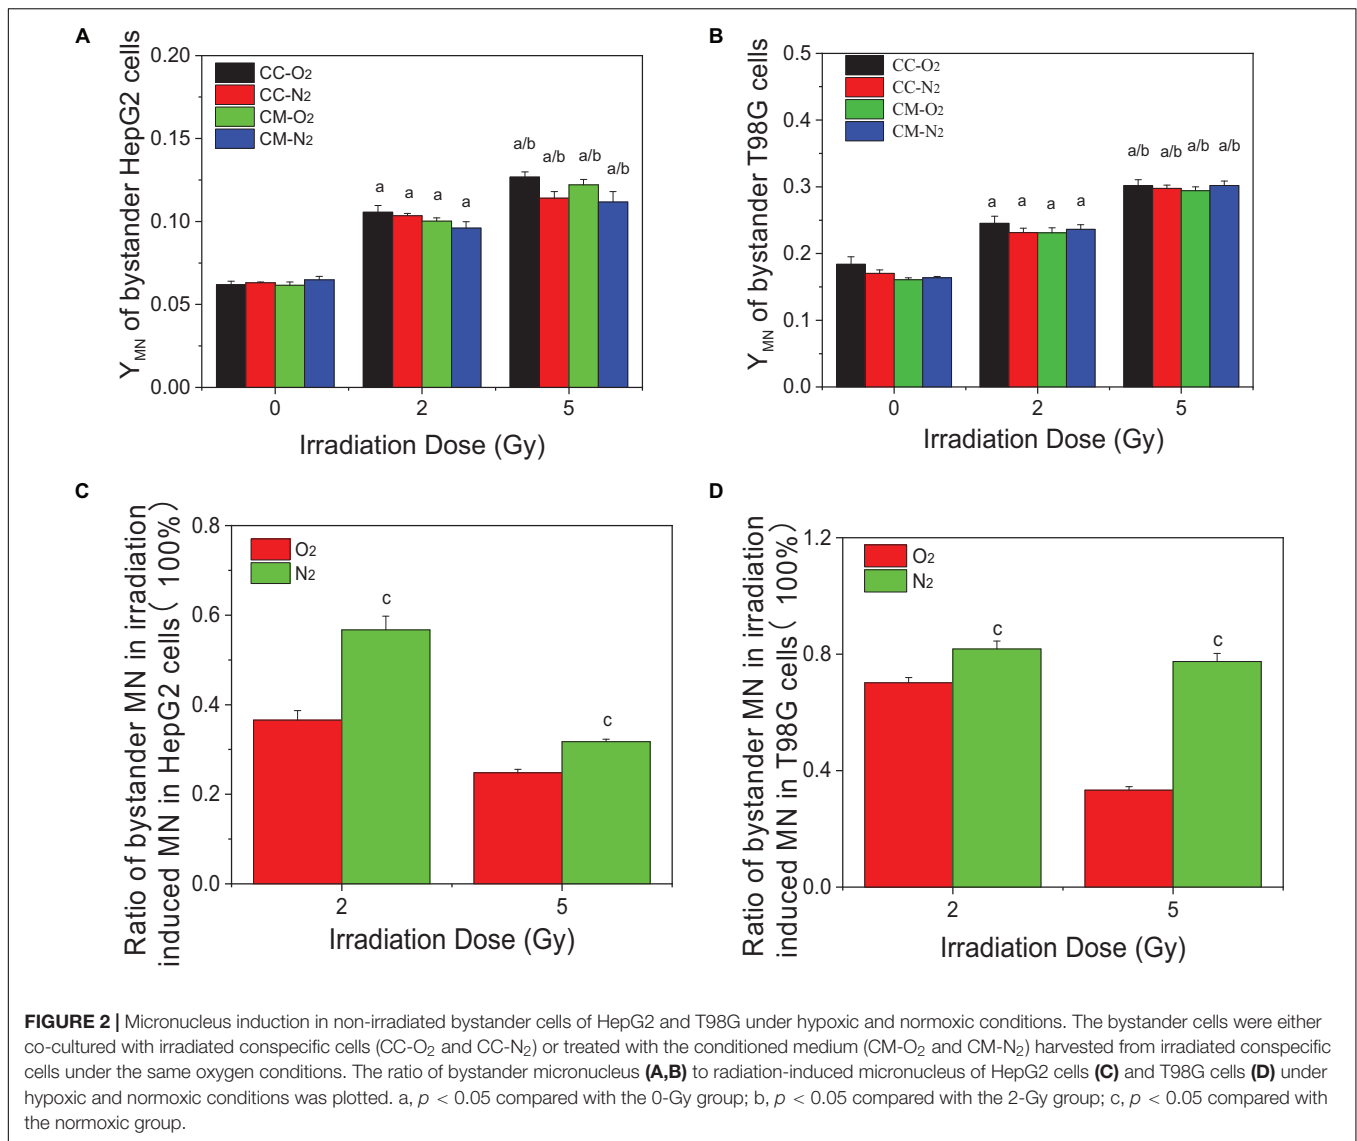 A
Y_MN of bystander HepG2 cells
0.20
0.15
0.10
0.05
0.00
CC-O2
CC-N2
CM-O2
CM-N2
a a a a
a/b a/b a/b a/b
0 2 5
Irradiation Dose (Gy)
B
Y_MN of bystander T98G cells
0.5
0.4
0.3
0.2
0.1
0.0
CC-O2
CC-N2
CM-O2
CM-N2
a a a a
a/b a/b a/b a/b
0 2 5
Irradiation Dose (Gy)
C
Ratio of bystander MN in irradiation
induced MN in HepG2 cells ( 100%)
0.8
0.6
0.4
0.2
0.0
O2
N2
c
c
2 5
Irradiation Dose (Gy)
D
Ratio of bystander MN in irradiation
induced MN in T98G cells ( 100%)
1.2
0.8
0.4
0.0
O2
N2
c
c
2 5
Irradiation Dose (Gy)
FIGURE 2 | Micronucleus induction in non-irradiated bystander cells of HepG2 and T98G under hypoxic and normoxic conditions. The bystander cells were either
co-cultured with irradiated conspecific cells (CC-O2 and CC-N2) or treated with the conditioned medium (CM-O2 and CM-N2) harvested from irradiated conspecific
cells under the same oxygen conditions. The ratio of bystander micronucleus (A,B) to radiation-induced micronucleus of HepG2 cells (C) and T98G cells (D) under
hypoxic and normoxic conditions was plotted. a, p < 0.05 compared with the 0-Gy group; b, p < 0.05 compared with the 2-Gy group; c, p < 0.05 compared with
the normoxic group.